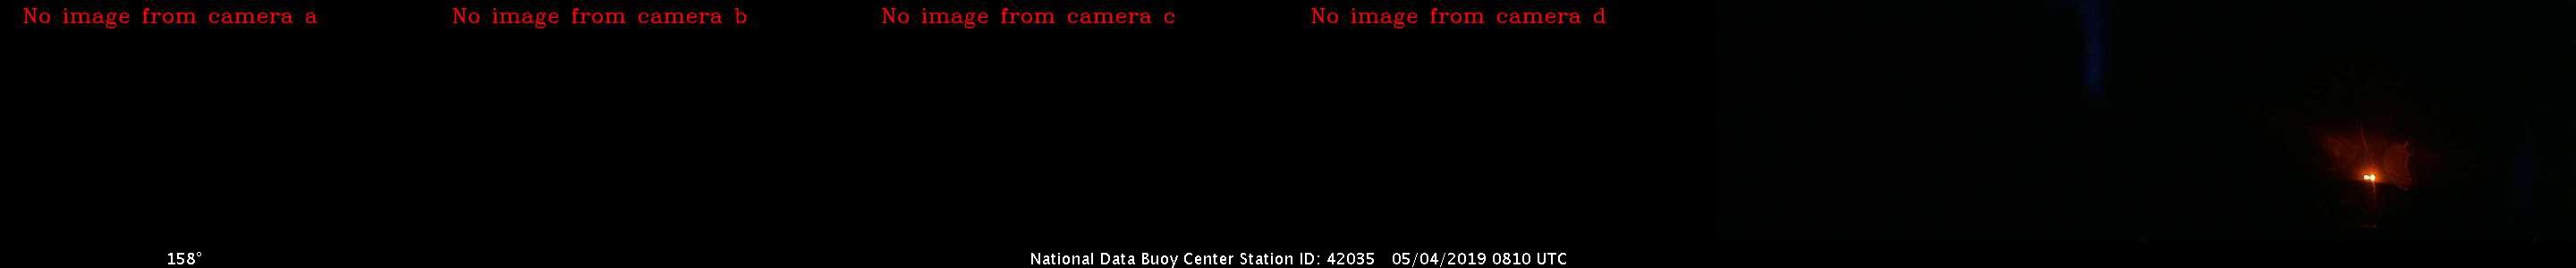 No image from camera a
No image from camera b
No image from camera c
No image from camera d
158°
National Data Buoy Center Station ID: 42035 05/04/2019 0810 UTC